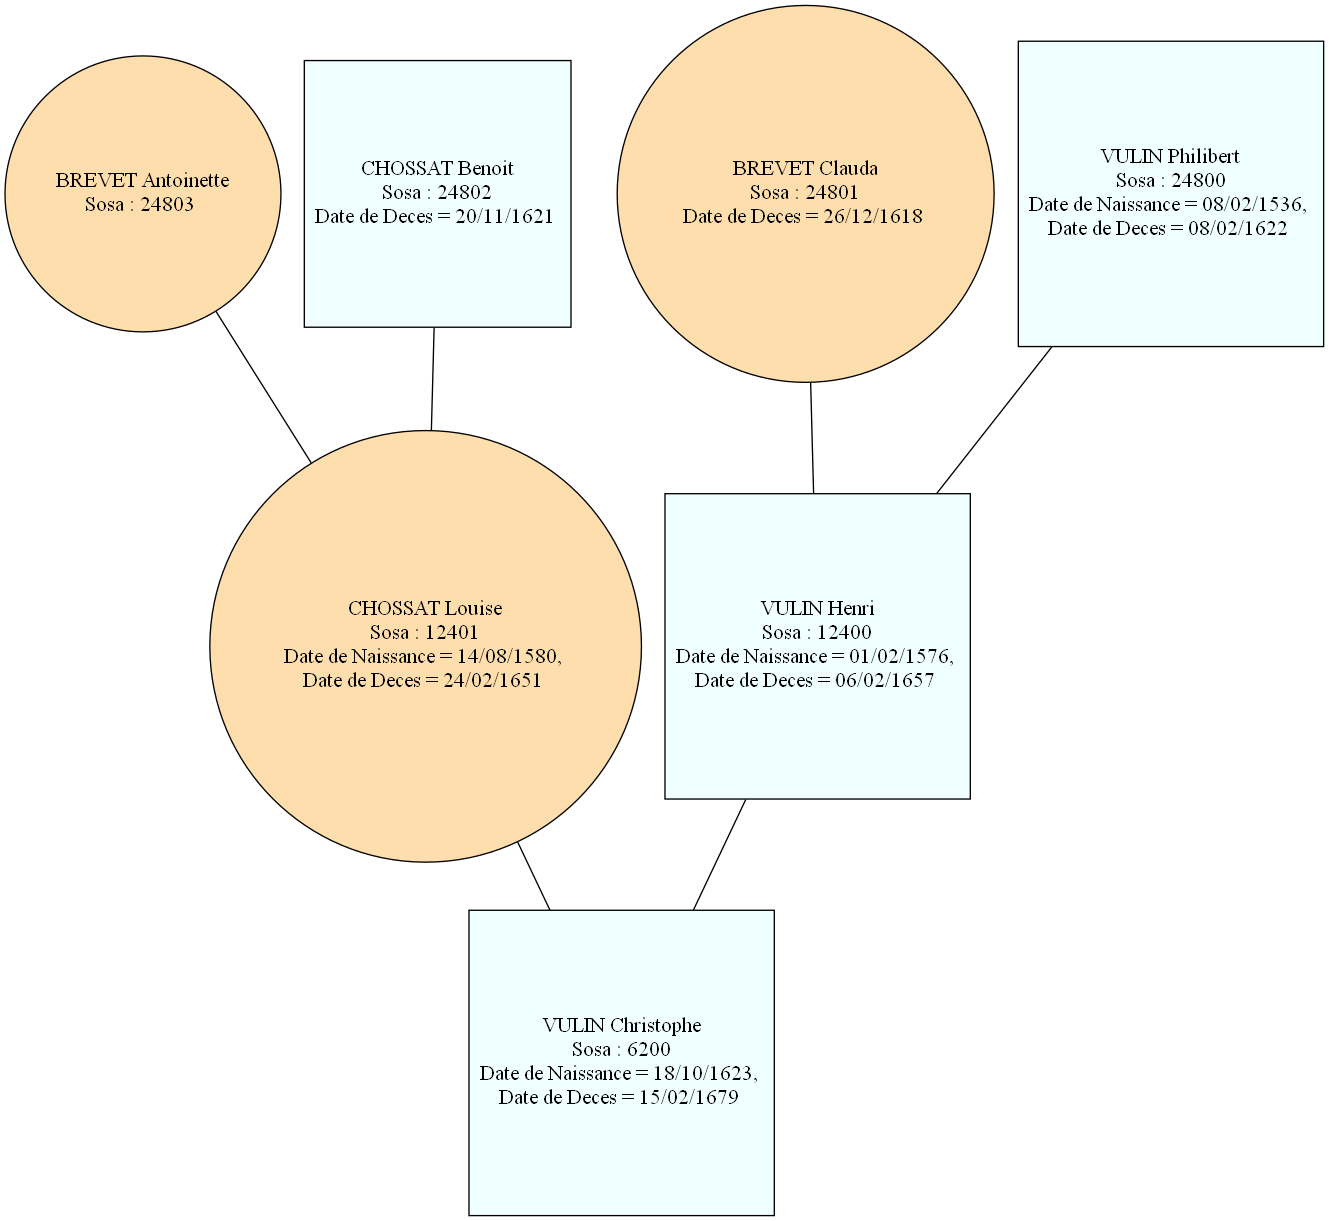 BREVET Antoinette
Sosa : 24803
CHOSSAT Benoit
Sosa : 24802
Date de Deces = 20/11/1621
BREVET Clauda
Sosa : 24801
Date de Deces = 26/12/1618
VULIN Philibert
Sosa : 24800
Date de Naissance = 08/02/1536,
Date de Deces = 08/02/1622
CHOSSAT Louise
Sosa : 12401
Date de Naissance = 14/08/1580,
Date de Deces = 24/02/1651
VULIN Henri
Sosa : 12400
Date de Naissance = 01/02/1576,
Date de Deces = 06/02/1657
VULIN Christophe
Sosa : 6200
Date de Naissance = 18/10/1623,
Date de Deces = 15/02/1679